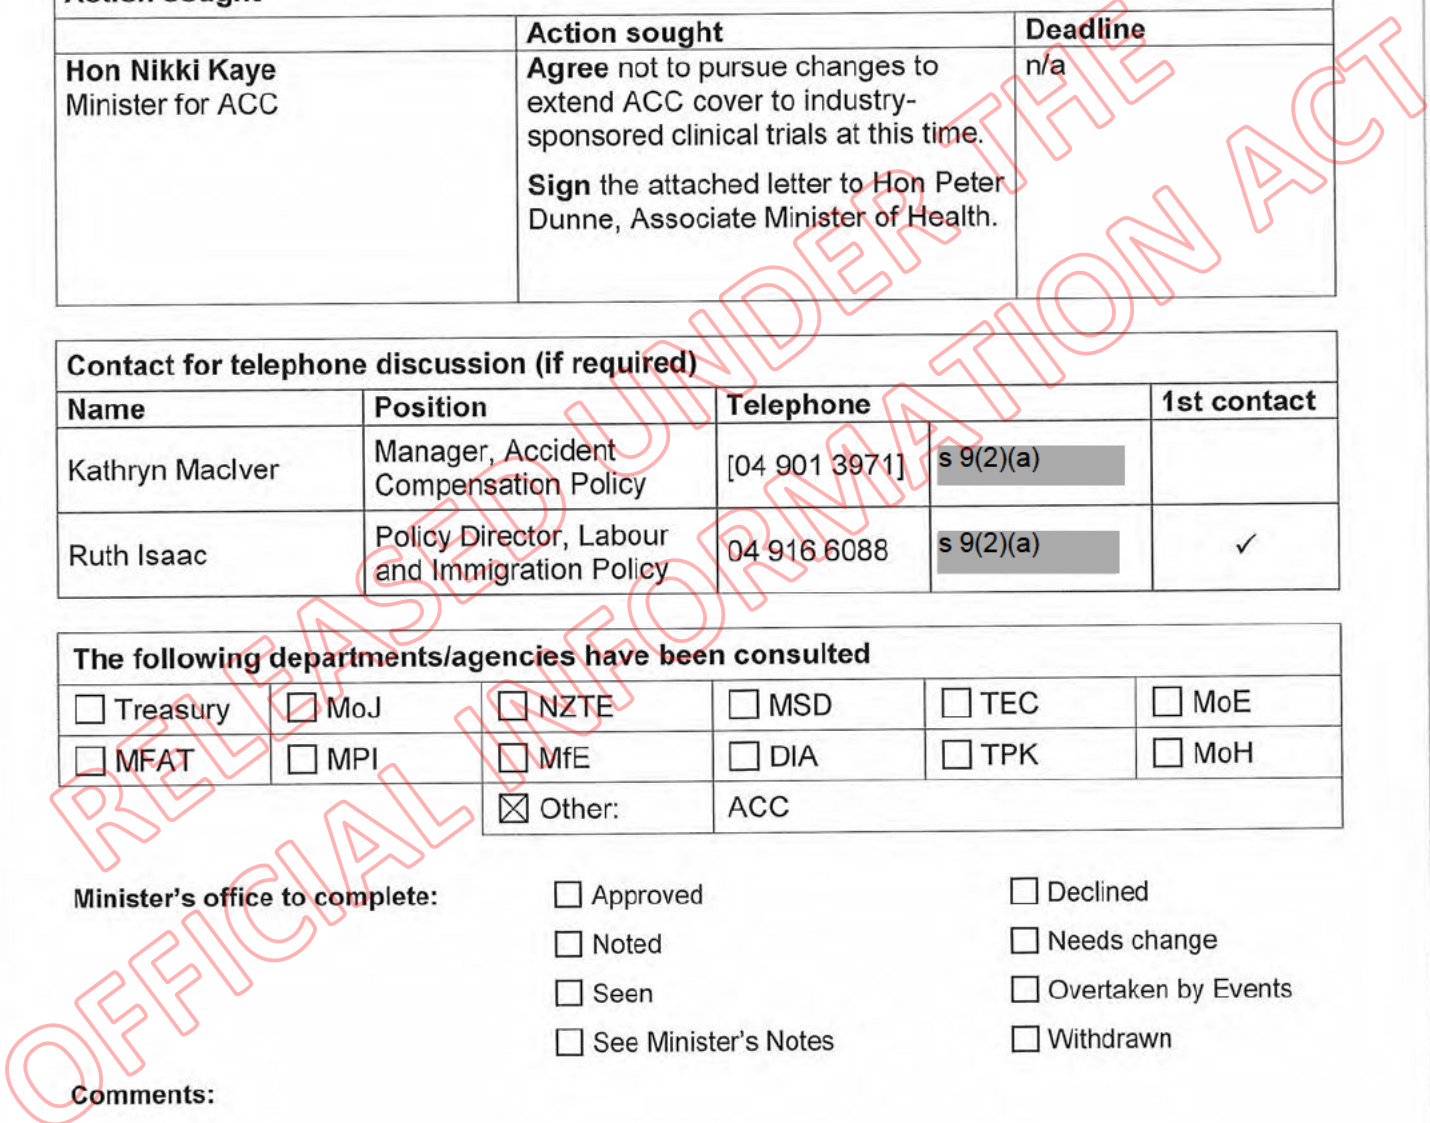 Action sought
Action sought Deadline
Hon Nikki Kaye
Minister for ACC
Agree not to pursue changes to
extend ACC cover to industry-
sponsored clinical trials at this time.
Sign the attached letter to Hon Peter
Dunne, Associate Minister of Health.
n/a
Contact for telephone discussion (if required)
Name Position Telephone 1st contact
Kathryn MacIver
Manager, Accident
Compensation Policy
[04 901 3971] s 9(2)(a)
Ruth Isaac
Policy Director, Labour
and Immigration Policy
04 916 6088 s 9(2)(a) ✓
The following departments/agencies have been consulted
☐ Treasury ☐ MoJ ☐ NZTE ☐ MSD ☐ TEC ☐ MoE
☐ MFAT ☐ MPI ☐ MfE ☐ DIA ☐ TPK ☐ MoH
☒ Other: ACC
Minister's office to complete:
☐ Approved ☐ Declined
☐ Noted ☐ Needs change
☐ Seen ☐ Overtaken by Events
☐ See Minister's Notes ☐ Withdrawn
Comments:
RELEASED UNDER THE
OFFICIAL INFORMATION ACT